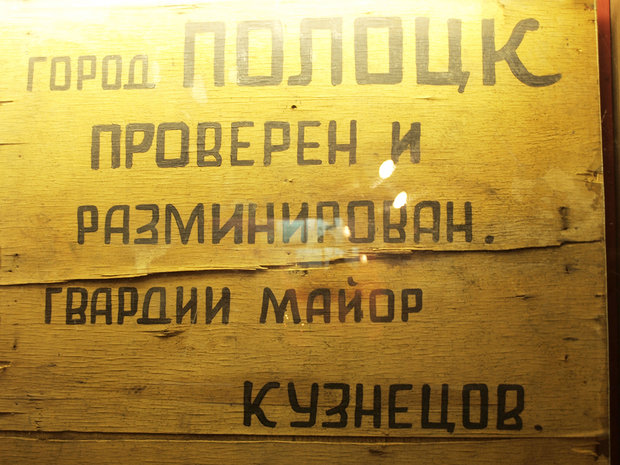 ГОРОД ПОЛОЦК
ПРОВЕРЕН И
РАЗМИНИРОВАН.
ГВАРДИИ МАЙОР
КУЗНЕЦОВ.